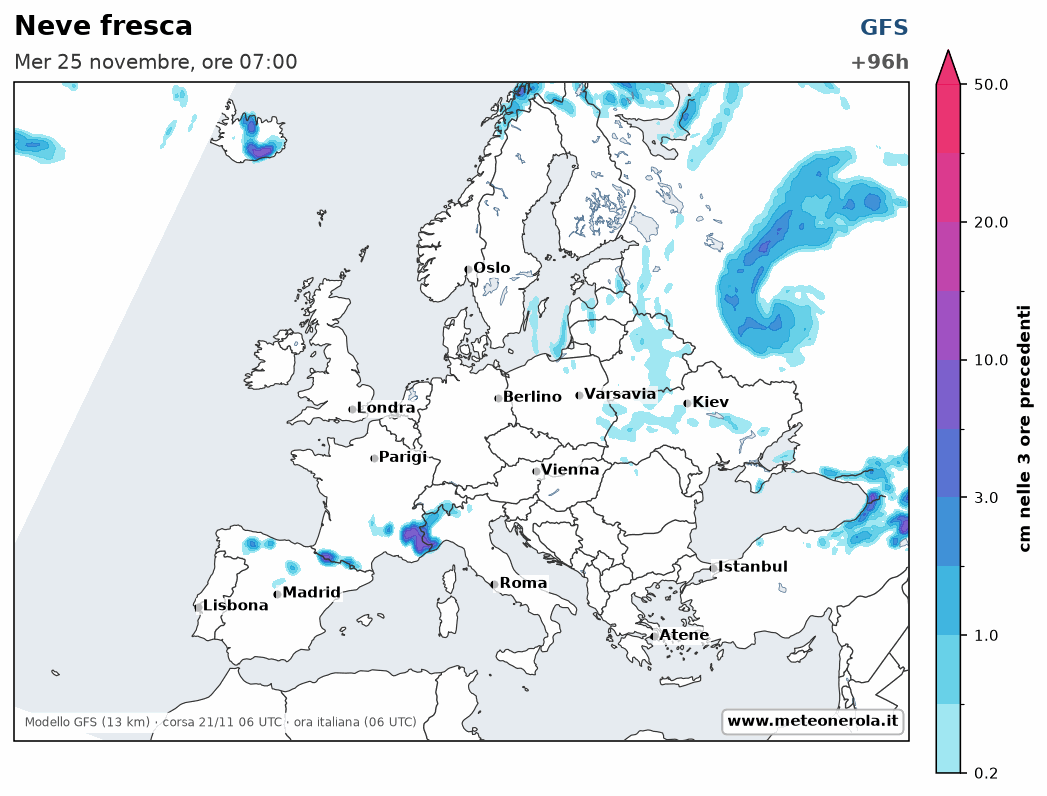 Neve fresca
GFS
Mer 25 novembre, ore 07:00
+96h
50.0
20.0
10.0
3.0
1.0
0.2
cm nelle 3 ore precedenti
Oslo
Berlino
Varsavia
Kiev
Londra
Parigi
Vienna
Istanbul
Roma
Madrid
Lisbona
Atene
Modello GFS (13 km) · corsa 21/11 06 UTC · ora italiana (06 UTC)
www.meteonerola.it